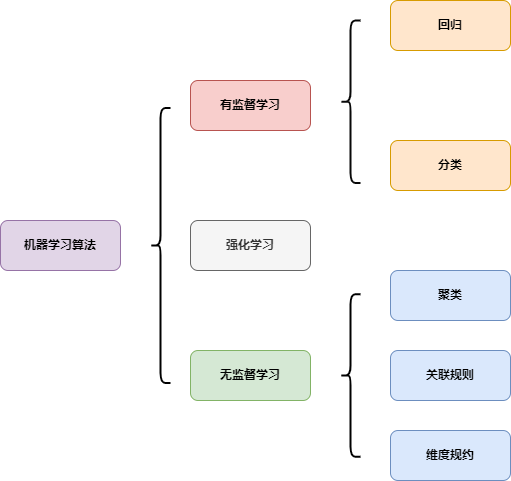 机器学习算法
有监督学习
回归
分类
强化学习
无监督学习
聚类
关联规则
维度规约